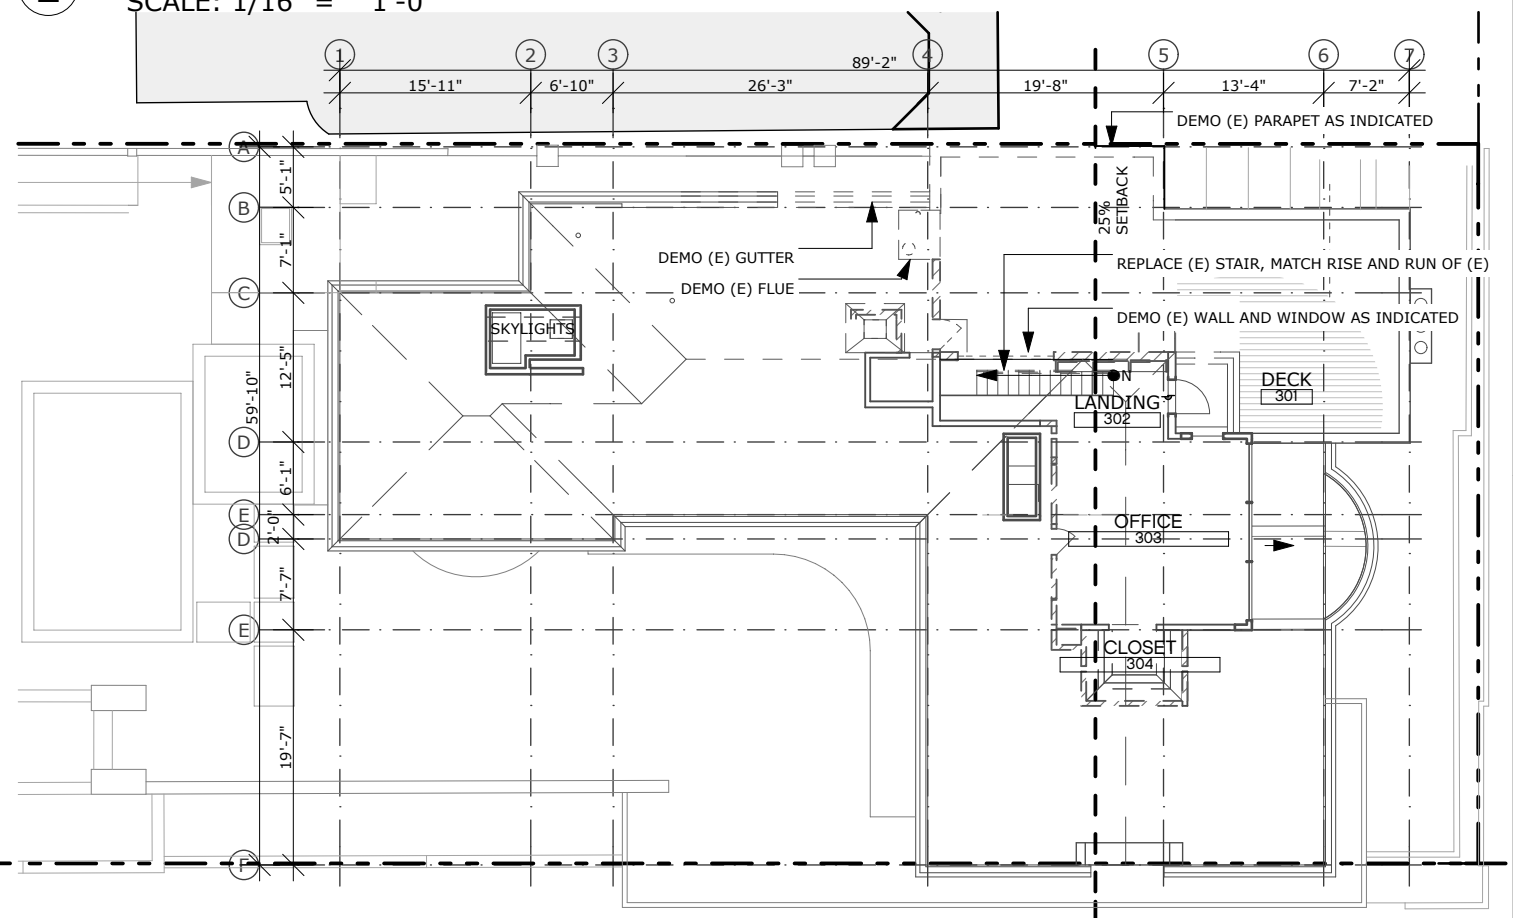 SCALE: 1/16" = 1'-0"
1
2
3
4
5
6
7
89'-2"
15'-11"
6'-10"
26'-3"
19'-8"
13'-4"
7'-2"
DEMO (E) PARAPET AS INDICATED
A
5'-1"
25%
SETBACK
B
7'-1"
DEMO (E) GUTTER
REPLACE (E) STAIR, MATCH RISE AND RUN OF (E)
DEMO (E) FLUE
C
DEMO (E) WALL AND WINDOW AS INDICATED
SKYLIGHTS
12'-5"
59'-10"
N
DECK
301
LANDING
302
D
6'-1"
E
2'-0"
D
OFFICE
303
7'-7"
E
CLOSET
304
19'-7"
F